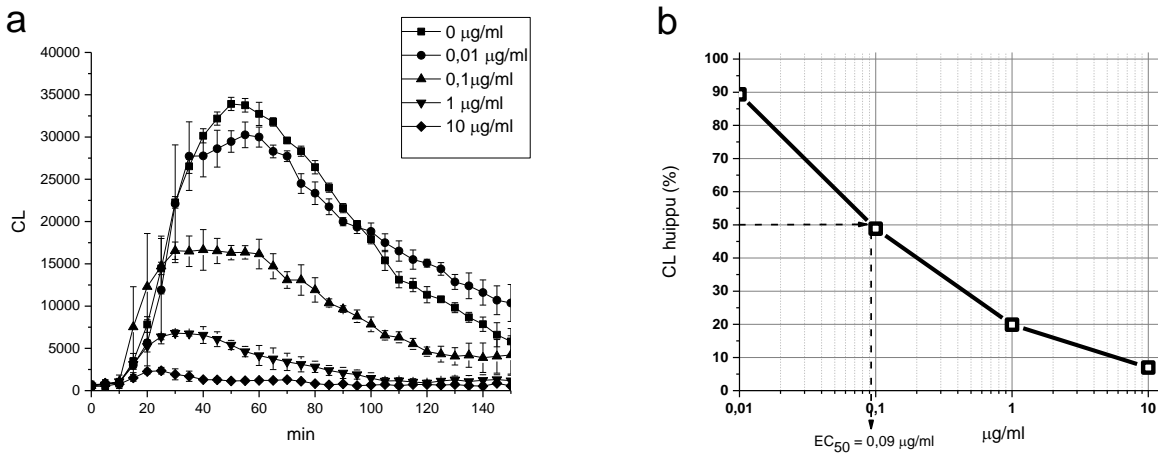 a
0 μg/ml
0,01 μg/ml
0,1μg/ml
1 μg/ml
10 μg/ml
40000
35000
30000
25000
20000
15000
10000
5000
0
CL
0 20 40 60 80 100 120 140
min
b
100
90
80
70
60
50
40
30
20
10
0
CL huippu (%)
0,01 0,1 1 10
EC50 = 0,09 μg/ml
μg/ml